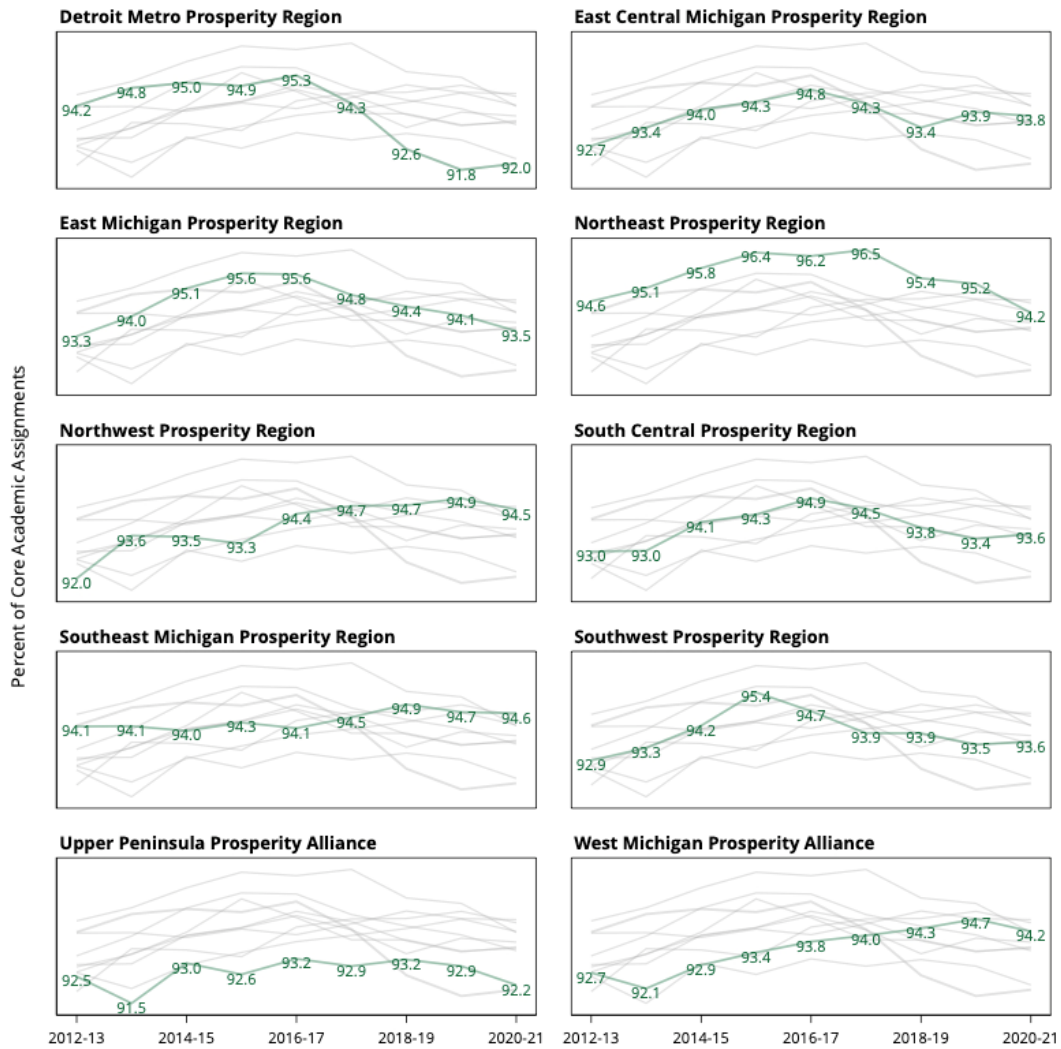 Detroit Metro Prosperity Region
94.2 94.8 95.0 94.9 95.3 94.3 92.6 91.8 92.0
East Central Michigan Prosperity Region
92.7 93.4 94.0 94.3 94.8 94.3 93.4 93.9 93.8
East Michigan Prosperity Region
93.3 94.0 95.1 95.6 95.6 94.8 94.4 94.1 93.5
Northeast Prosperity Region
94.6 95.1 95.8 96.4 96.2 96.5 95.4 95.2 94.2
Percent of Core Academic Assignments
Northwest Prosperity Region
92.0 93.6 93.5 93.3 94.4 94.7 94.7 94.9 94.5
South Central Prosperity Region
93.0 93.0 94.1 94.3 94.9 94.5 93.8 93.4 93.6
Southeast Michigan Prosperity Region
94.1 94.1 94.0 94.3 94.1 94.5 94.9 94.7 94.6
Southwest Prosperity Region
92.9 93.3 94.2 95.4 94.7 93.9 93.9 93.5 93.6
Upper Peninsula Prosperity Alliance
92.5 91.5 93.0 92.6 93.2 92.9 93.2 92.9 92.2
West Michigan Prosperity Alliance
92.7 92.1 92.9 93.4 93.8 94.0 94.3 94.7 94.2
2012-13 2014-15 2016-17 2018-19 2020-21
2012-13 2014-15 2016-17 2018-19 2020-21